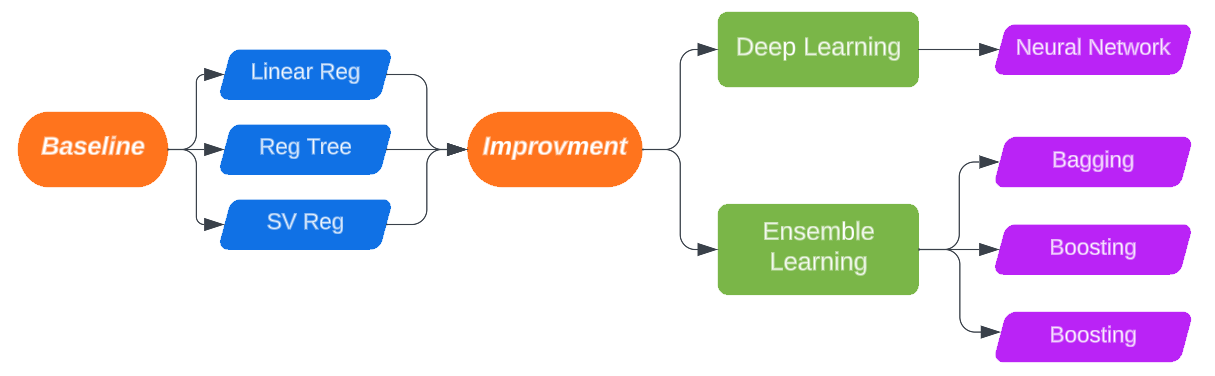 Baseline
Linear Reg
Reg Tree
SV Reg
Improvment
Deep Learning
Neural Network
Ensemble
Learning
Bagging
Boosting
Boosting